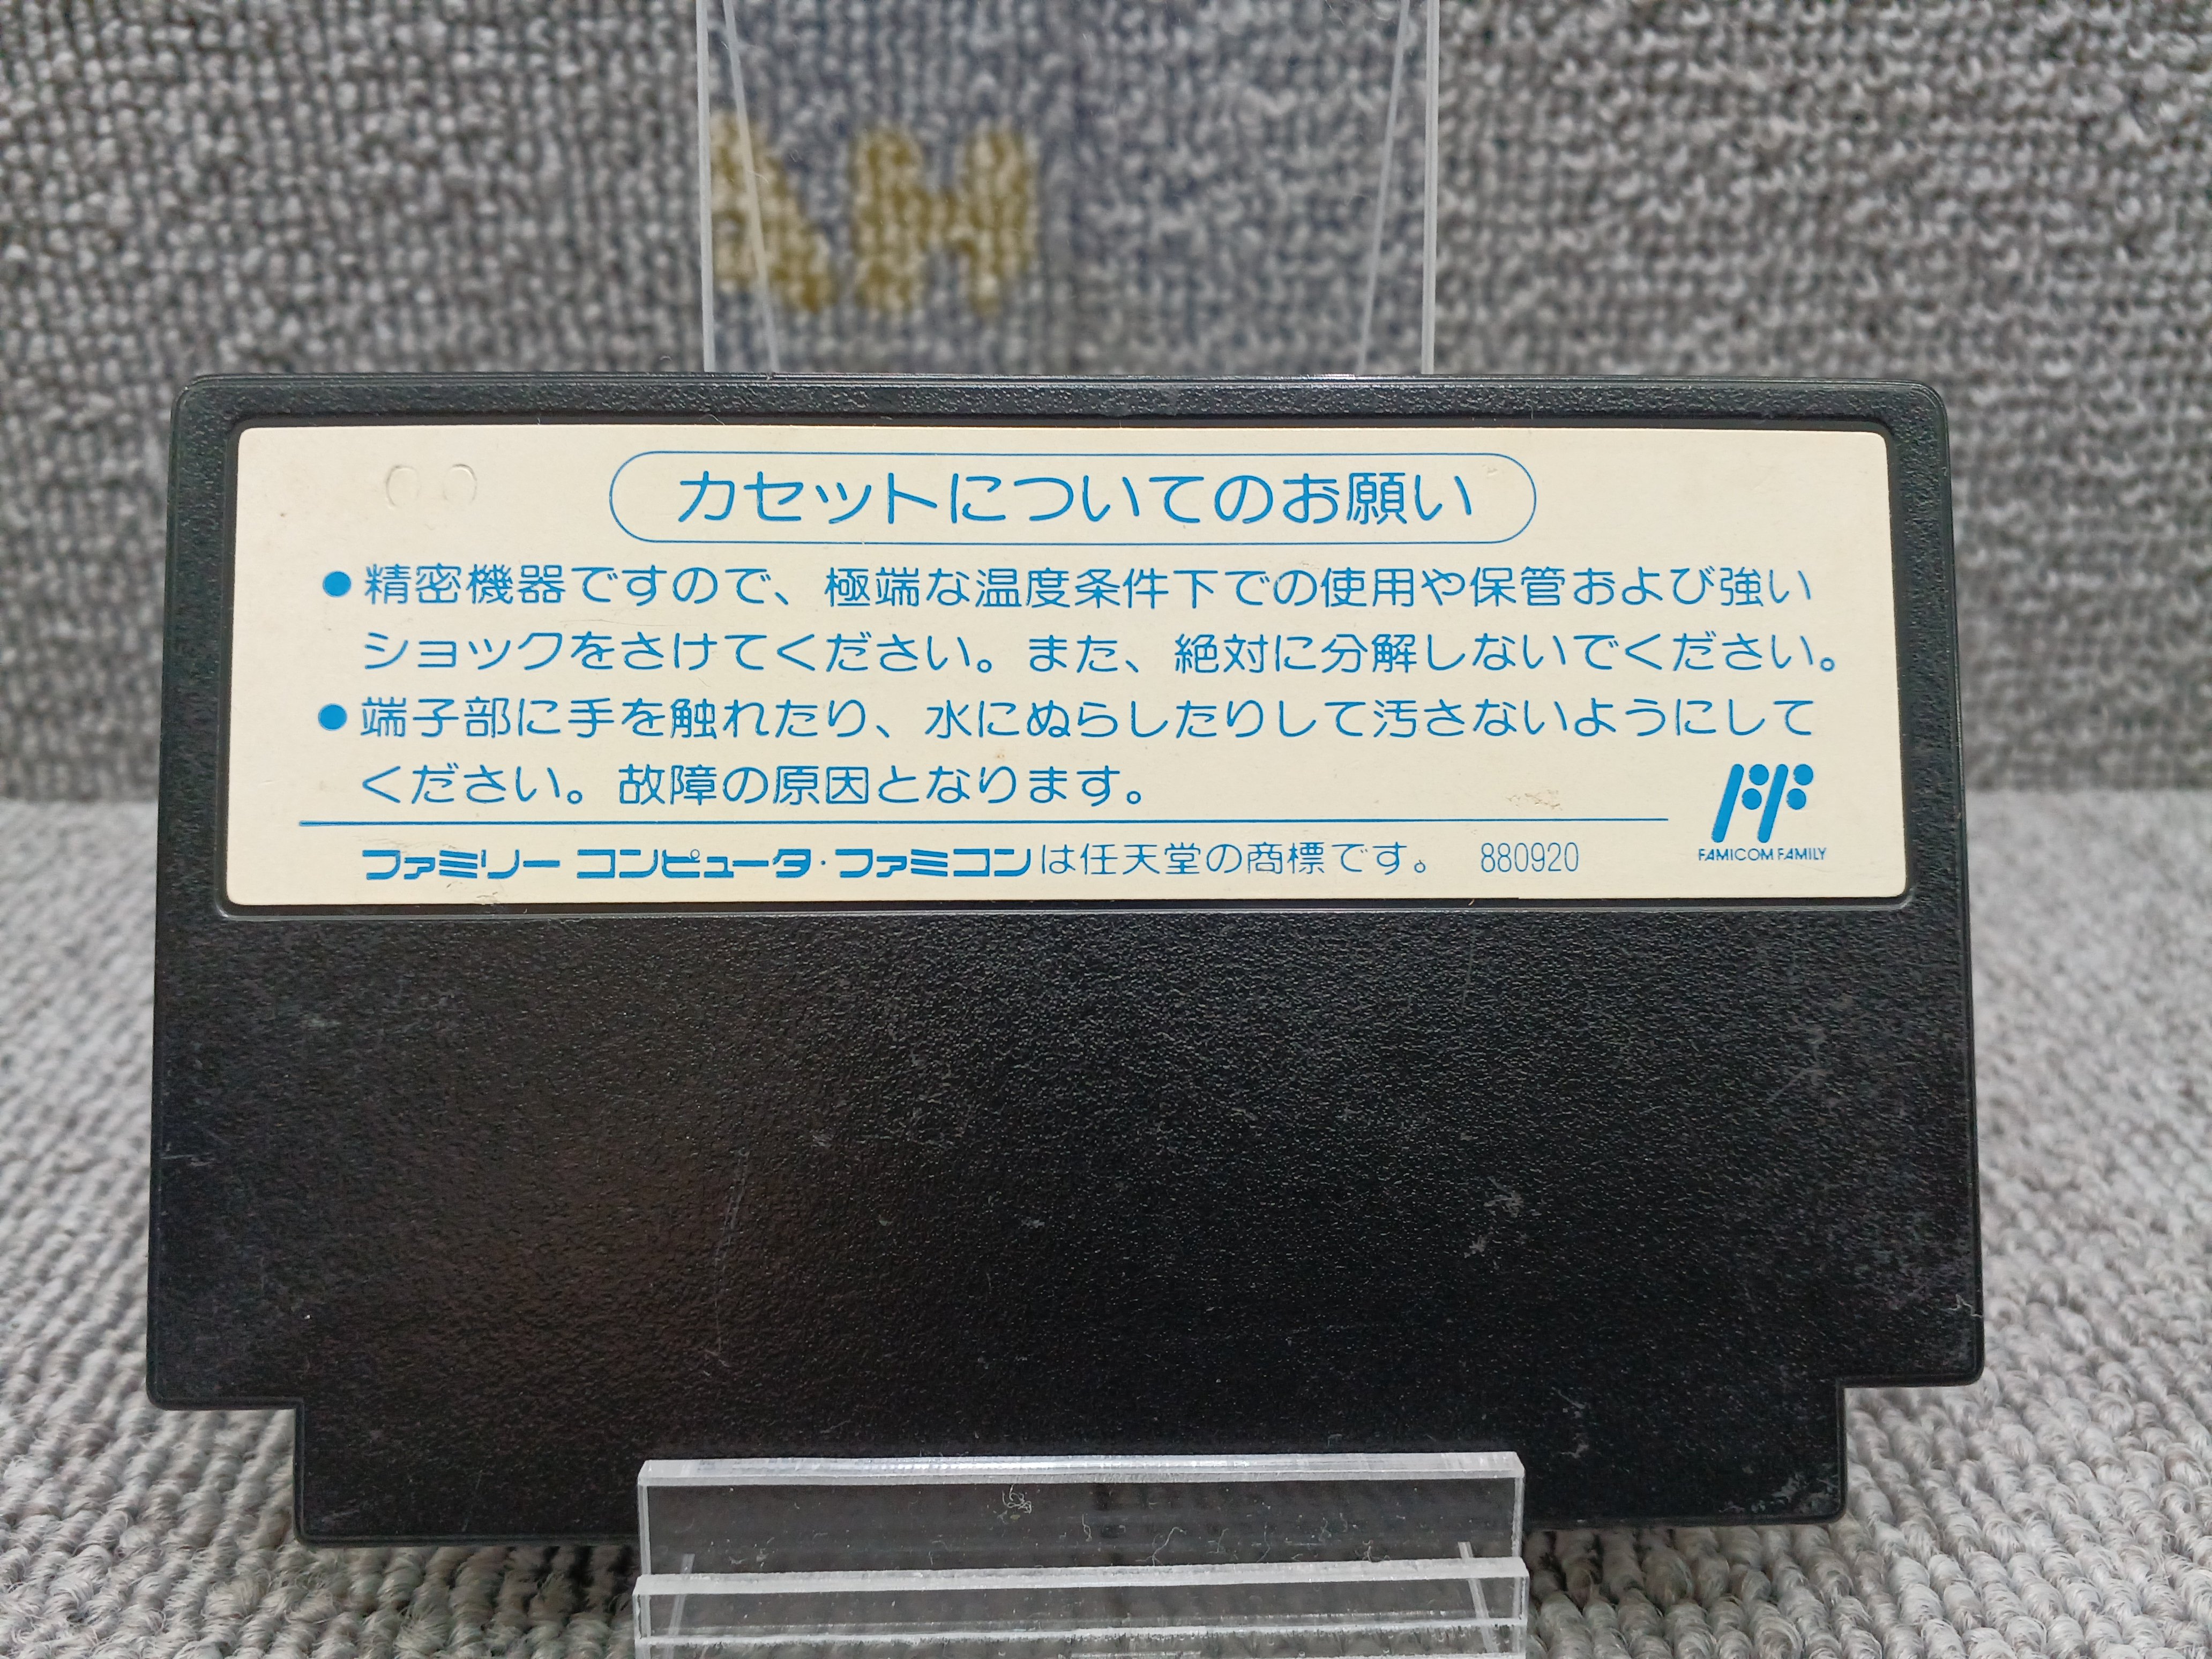 カセットについてのお願い
●精密機器ですので、極端な温度条件下での使用や保管および強い
ショックをさけてください。また、絶対に分解しないでください。
●端子部に手を触れたり、水にぬらしたりして汚さないようにして
ください。故障の原因となります。
ファミリー コンピュータ・ファミコンは任天堂の商標です。 880920
FAMICOM FAMILY